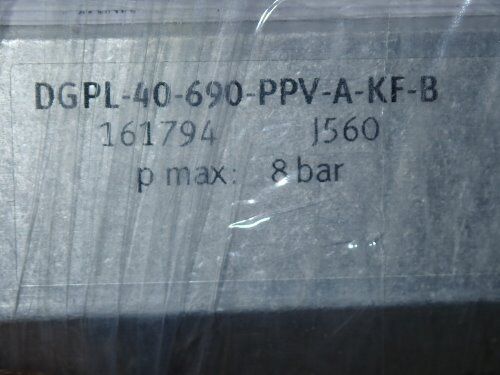 DGPL-40-690-PPV-A-KF-B
161794 J560
p max: 8 bar